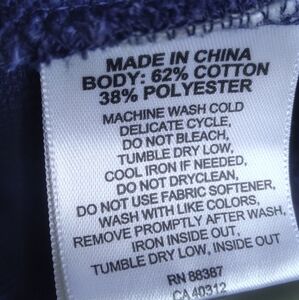 MADE IN CHINA
BODY: 62% COTTON
38% POLYESTER
MACHINE WASH COLD
DELICATE CYCLE,
DO NOT BLEACH,
TUMBLE DRY LOW,
COOL IRON IF NEEDED,
DO NOT DRYCLEAN,
DO NOT USE FABRIC SOFTENER,
WASH WITH LIKE COLORS,
REMOVE PROMPTLY AFTER WASH,
IRON INSIDE OUT,
TUMBLE DRY LOW, INSIDE OUT
RN 88387
CA 40312